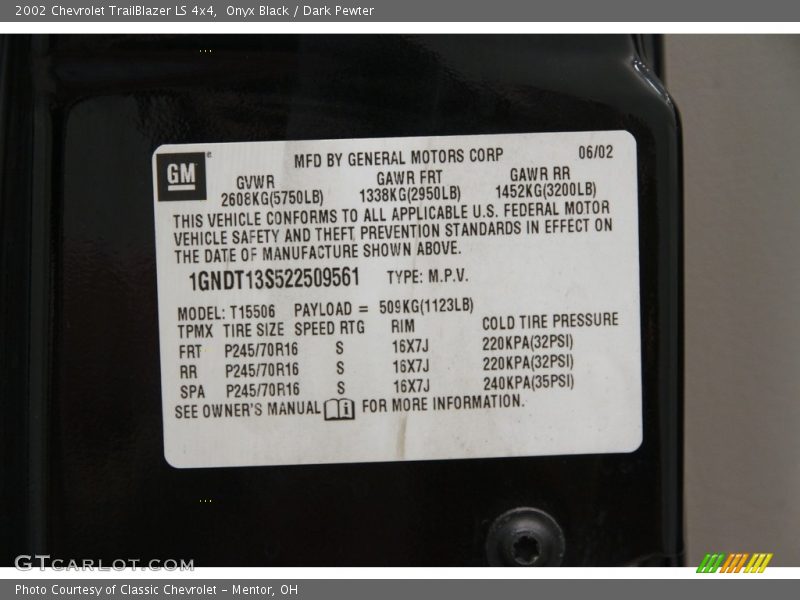 2002 Chevrolet TrailBlazer LS 4x4, Onyx Black / Dark Pewter
GM ® MFD BY GENERAL MOTORS CORP 06/02
GVWR GAWR FRT GAWR RR
2608KG(5750LB) 1338KG(2950LB) 1452KG(3200LB)
THIS VEHICLE CONFORMS TO ALL APPLICABLE U.S. FEDERAL MOTOR
VEHICLE SAFETY AND THEFT PREVENTION STANDARDS IN EFFECT ON
THE DATE OF MANUFACTURE SHOWN ABOVE.
1GNDT13S522509561 TYPE: M.P.V.
MODEL: T15506 PAYLOAD = 509KG(1123LB)
TPMX TIRE SIZE SPEED RTG RIM COLD TIRE PRESSURE
FRT P245/70R16 S 16X7J 220KPA(32PSI)
RR P245/70R16 S 16X7J 220KPA(32PSI)
SPA P245/70R16 S 16X7J 240KPA(35PSI)
SEE OWNER'S MANUAL i FOR MORE INFORMATION.
GTCARLOT.COM
Photo Courtesy of Classic Chevrolet - Mentor, OH